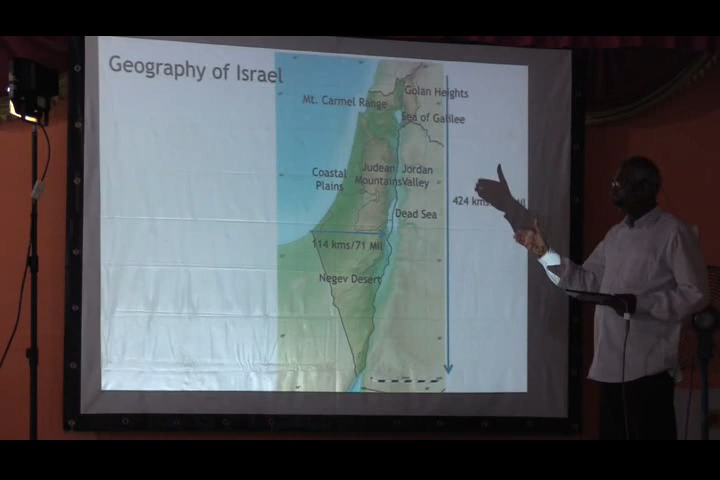 Geography of Israel
Golan Heights
Mt. Carmel Range
Sea of Galilee
Judean
Mountains
Jordan
Valley
Coastal
Plains
424 kms
Dead Sea
114 kms/71 Mil
Negev Desert